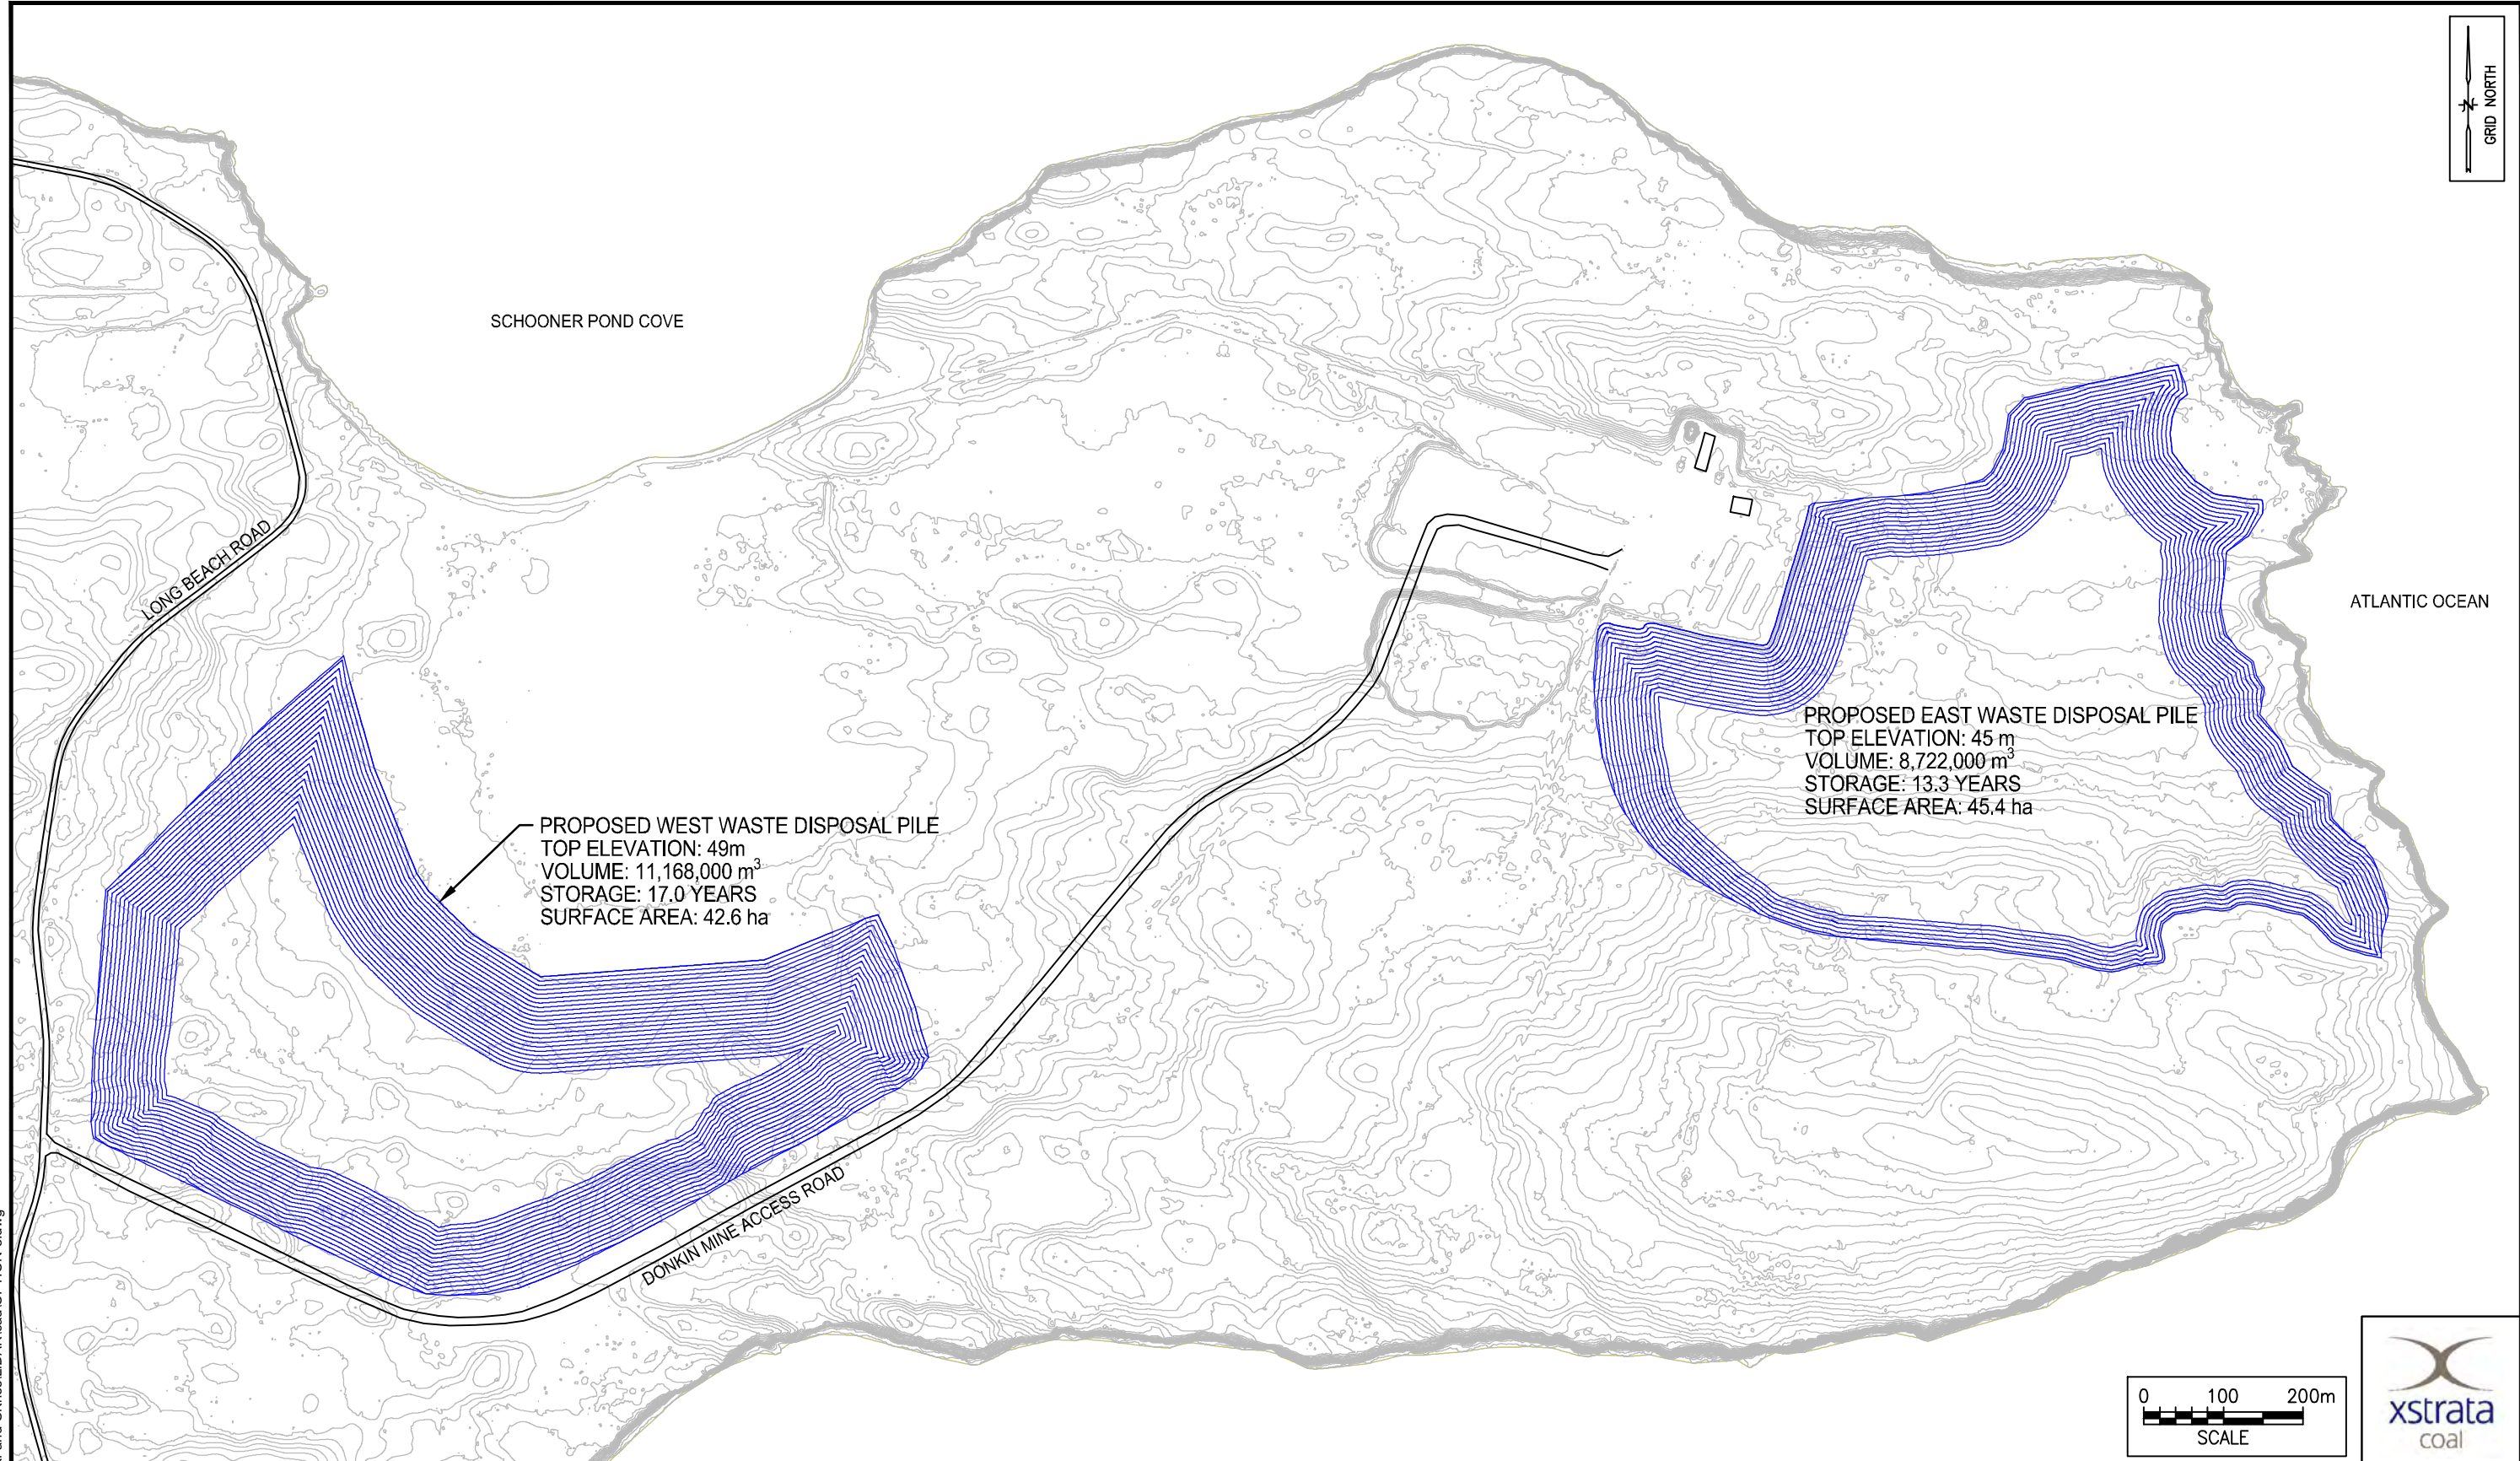 GRID NORTH
SCHOONER POND COVE
LONG BEACH ROAD
ATLANTIC OCEAN
PROPOSED EAST WASTE DISPOSAL PILE
TOP ELEVATION: 45 m
VOLUME: 8,722,000 m³
STORAGE: 13.3 YEARS
SURFACE AREA: 45.4 ha
PROPOSED WEST WASTE DISPOSAL PILE
TOP ELEVATION: 49m
VOLUME: 11,168,000 m³
STORAGE: 17.0 YEARS
SURFACE AREA: 42.6 ha
DONKIN MINE ACCESS ROAD
0 100 200m
SCALE
xstrata
coal